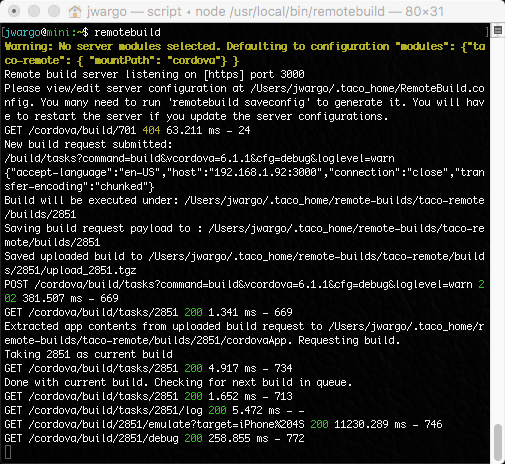 jwargo — script • node /usr/local/bin/remotebuild — 80×31
[jwargo@mini:~$ remotebuild ]
Warning: No server modules selected. Defaulting to configuration "modules": {"ta
co-remote": { "mountPath": "cordova"} }
Remote build server listening on [https] port 3000
Please view/edit server configuration at /Users/jwargo/.taco_home/RemoteBuild.co
nfig. You many need to run 'remotebuild saveconfig' to generate it. You will hav
e to restart the server if you update the server configurations.
GET /cordova/build/701 404 63.211 ms - 24
New build request submitted:
/build/tasks?command=build&vcordova=6.1.1&cfg=debug&loglevel=warn
{"accept-language":"en-US","host":"192.168.1.92:3000","connection":"close","tran
sfer-encoding":"chunked"}
Build will be executed under: /Users/jwargo/.taco_home/remote-builds/taco-remote
/builds/2851
Saving build request payload to : /Users/jwargo/.taco_home/remote-builds/taco-re
mote/builds/2851
Saved uploaded build to /Users/jwargo/.taco_home/remote-builds/taco-remote/build
s/2851/upload_2851.tgz
POST /cordova/build/tasks?command=build&vcordova=6.1.1&cfg=debug&loglevel=warn 2
02 381.507 ms - 669
GET /cordova/build/tasks/2851 200 1.341 ms - 669
Extracted app contents from uploaded build request to /Users/jwargo/.taco_home/r
emote-builds/taco-remote/builds/2851/cordovaApp. Requesting build.
Taking 2851 as current build
GET /cordova/build/tasks/2851 200 4.917 ms - 734
Done with current build. Checking for next build in queue.
GET /cordova/build/tasks/2851 200 1.652 ms - 713
GET /cordova/build/tasks/2851/log 200 5.472 ms - -
GET /cordova/build/2851/emulate?target=iPhone%204S 200 11230.289 ms - 746
GET /cordova/build/2851/debug 200 258.855 ms - 772